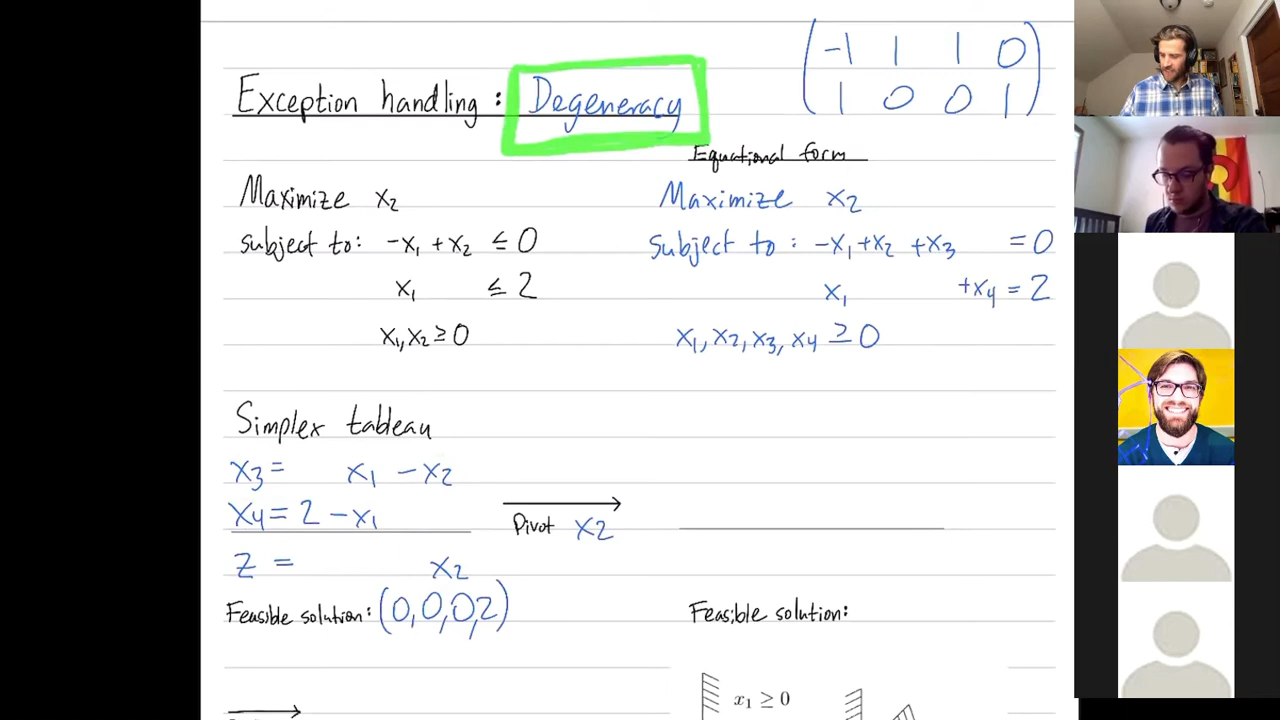 -1 1 1 0
1 0 0 1
Exception handling: Degeneracy
Equational form
Maximize x2
subject to: -x1 + x2 ≤ 0
x1 ≤ 2
x1, x2 ≥ 0
Maximize x2
subject to: -x1 + x2 + x3 = 0
x1 + x4 = 2
x1, x2, x3, x4 ≥ 0
Simplex tableau
x3 = x1 - x2
x4 = 2 - x1
z = x2
Pivot x2
Feasible solution: (0,0,0,2)
Feasible solution:
x1 ≥ 0